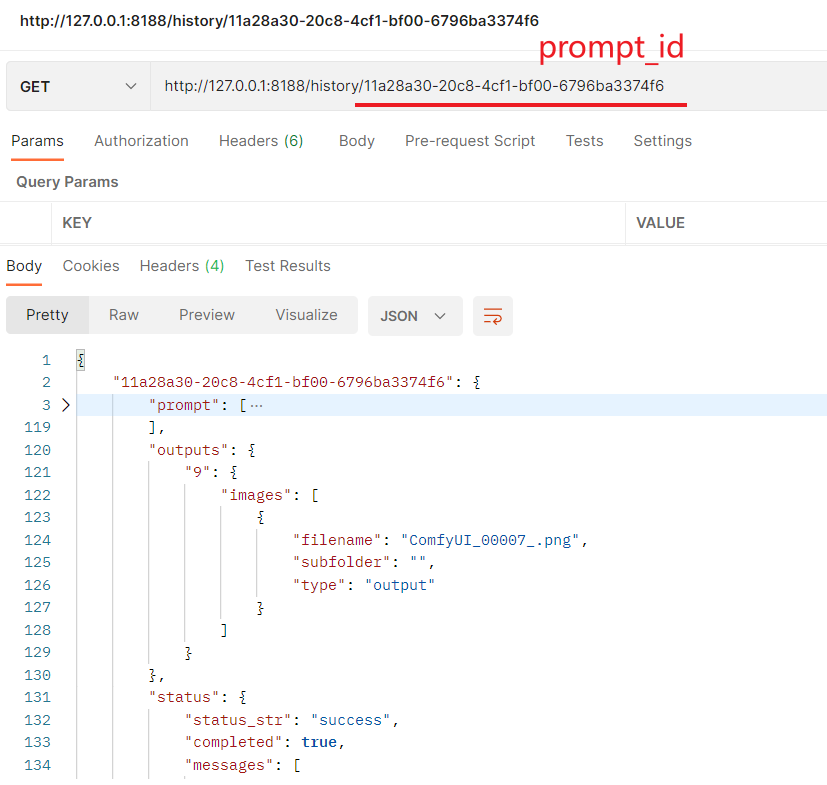 http://127.0.0.1:8188/history/11a28a30-20c8-4cf1-bf00-6796ba3374f6
prompt_id
GET http://127.0.0.1:8188/history/11a28a30-20c8-4cf1-bf00-6796ba3374f6
Params Authorization Headers (6) Body Pre-request Script Tests Settings
Query Params
KEY VALUE
Body Cookies Headers (4) Test Results
Pretty Raw Preview Visualize JSON
1 {
2 "11a28a30-20c8-4cf1-bf00-6796ba3374f6": {
3 "prompt": [ ...
119 ],
120 "outputs": {
121 "9": {
122 "images": [
123 {
124 "filename": "ComfyUI_00007_.png",
125 "subfolder": "",
126 "type": "output"
127 }
128 ]
129 }
130 },
131 "status": {
132 "status_str": "success",
133 "completed": true,
134 "messages": [